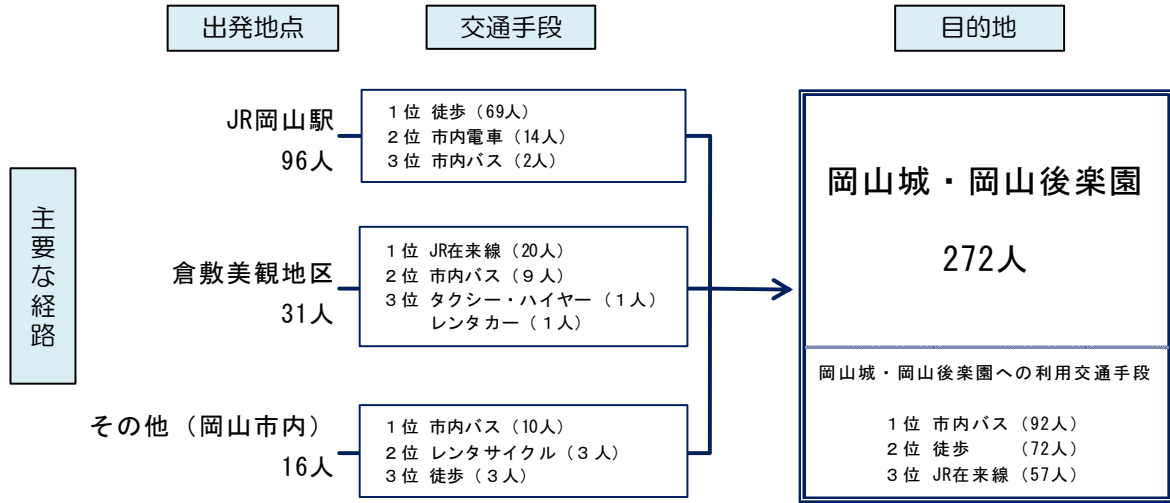 出発地点
交通手段
目的地
主要な経路
JR岡山駅
96人
１位 徒歩（69人）
２位 市内電車（14人）
３位 市内バス（2人）
倉敷美観地区
31人
１位 JR在来線（20人）
２位 市内バス（９人）
３位 タクシー・ハイヤー（１人）
レンタカー（１人）
その他（岡山市内）
16人
１位 市内バス（10人）
２位 レンタサイクル（３人）
３位 徒歩（３人）
岡山城・岡山後楽園
272人
岡山城・岡山後楽園への利用交通手段
１位 市内バス（92人）
２位 徒歩　　（72人）
３位 JR在来線（57人）